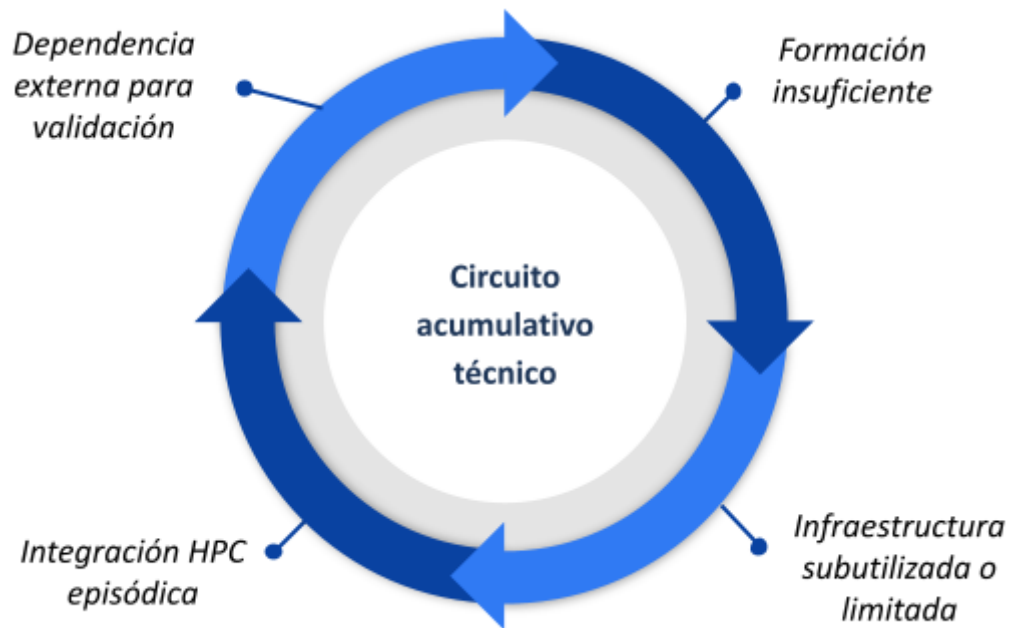 Dependencia
externa para
validación
Formación
insuficiente
Circuito
acumulativo
técnico
Integración HPC
episódica
Infraestructura
subutilizada o
limitada